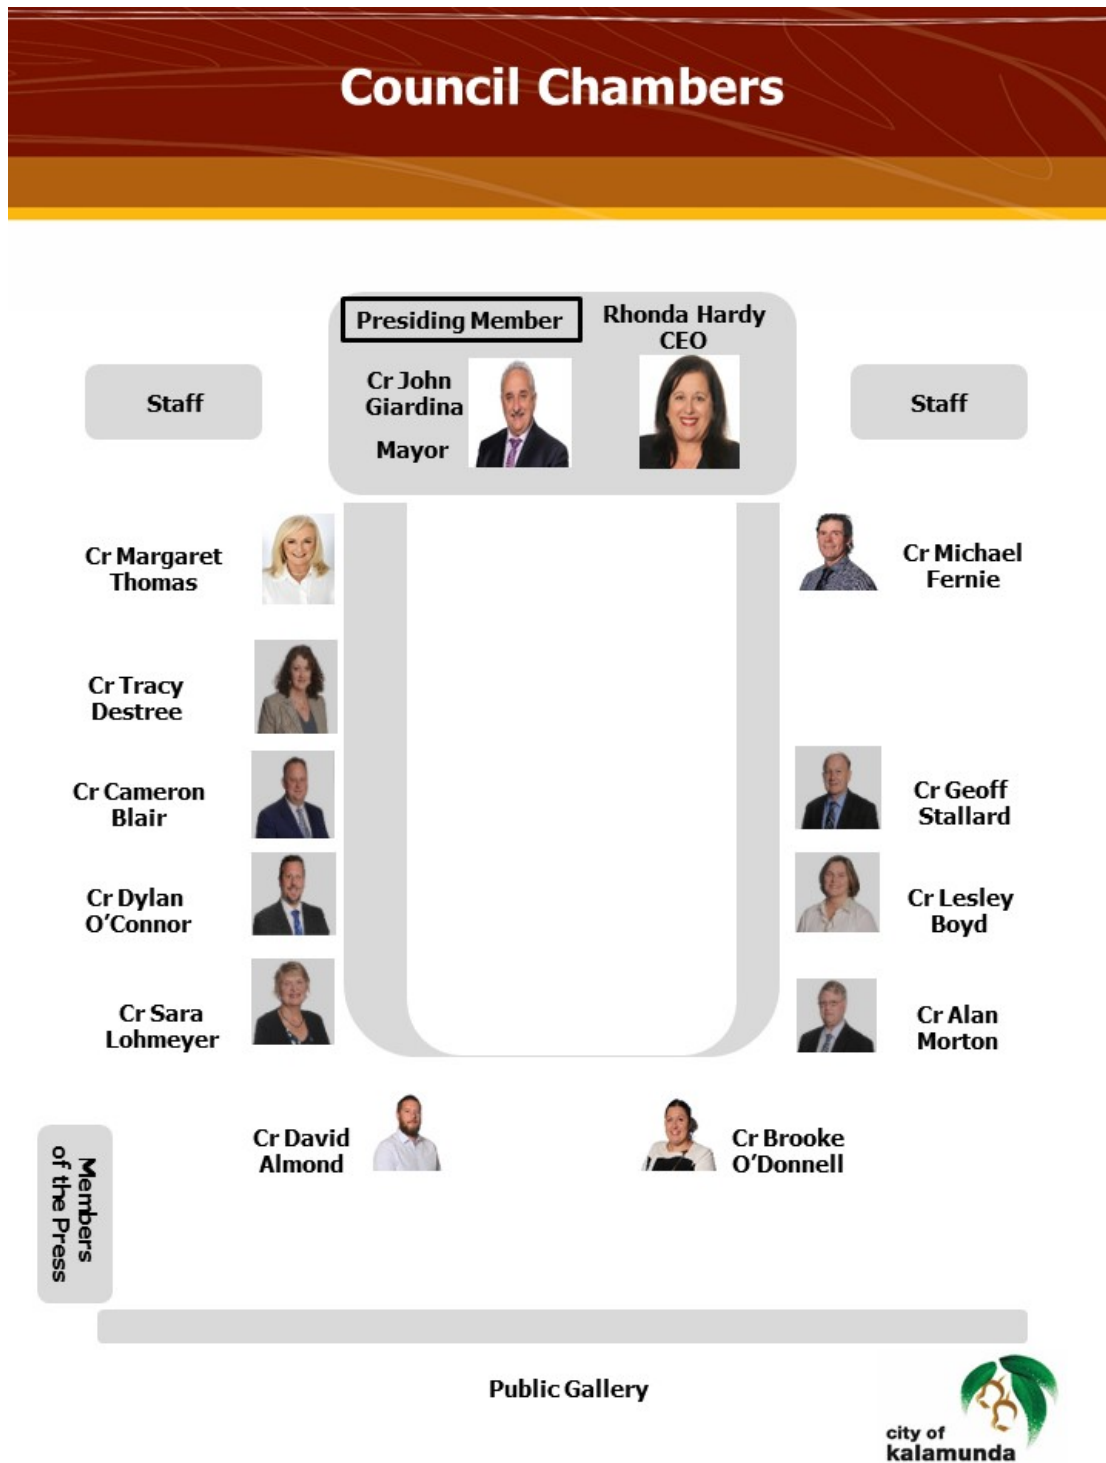 Council Chambers
Presiding Member
Rhonda Hardy
CEO
Cr John
Giardina
Mayor
Staff
Staff
Cr Margaret
Thomas
Cr Michael
Fernie
Cr Tracy
Destree
Cr Cameron
Blair
Cr Geoff
Stallard
Cr Dylan
O'Connor
Cr Lesley
Boyd
Cr Sara
Lohmeyer
Cr Alan
Morton
Cr David
Almond
Cr Brooke
O'Donnell
Members
of the Press
Public Gallery
city of
kalamunda